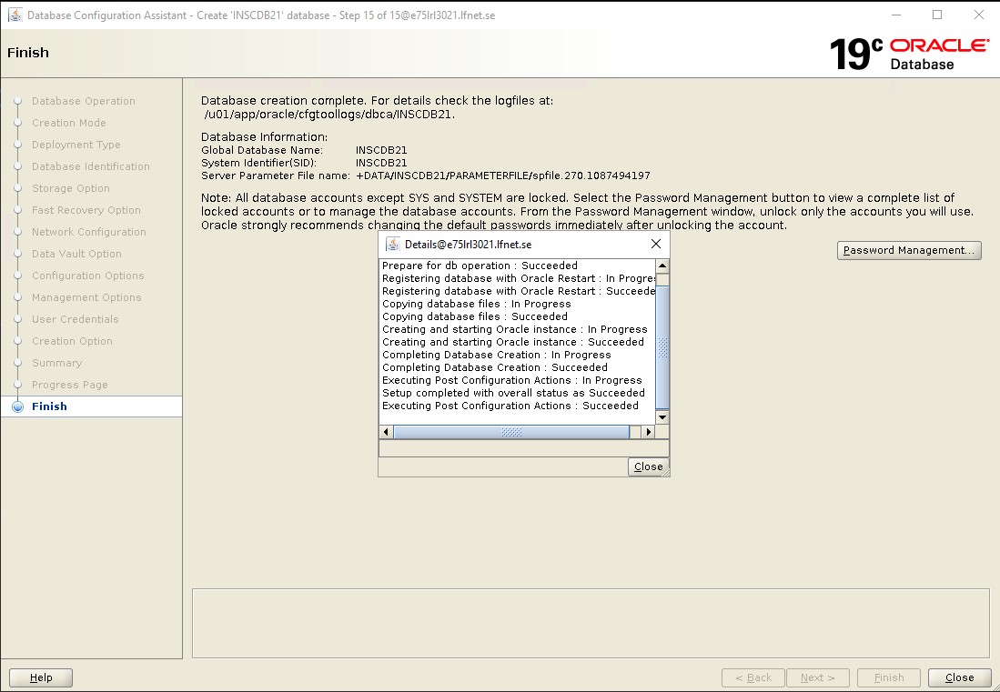 Database Configuration Assistant - Create 'INSCDB21' database - Step 15 of 15@e75lrl3021.lfnet.se
Finish
19c ORACLE
Database
Database Operation
Creation Mode
Deployment Type
Database Identification
Storage Option
Fast Recovery Option
Network Configuration
Data Vault Option
Configuration Options
Management Options
User Credentials
Creation Option
Summary
Progress Page
Finish
Database creation complete. For details check the logfiles at:
/u01/app/oracle/cfgtoollogs/dbca/INSCDB21.
Database Information:
Global Database Name: INSCDB21
System Identifier(SID): INSCDB21
Server Parameter File name: +DATA/INSCDB21/PARAMETERFILE/spfile.270.1087494197
Note: All database accounts except SYS and SYSTEM are locked. Select the Password Management button to view a complete list of
locked accounts or to manage the database accounts. From the Password Management window, unlock only the accounts you will use.
Oracle strongly recommends changing the default passwords immediately after unlocking the account.
Password Management...
Details@e75lrl3021.lfnet.se
Prepare for db operation : Succeeded
Registering database with Oracle Restart : In Progres
Registering database with Oracle Restart : Succeede
Copying database files : In Progress
Copying database files : Succeeded
Creating and starting Oracle instance : In Progress
Creating and starting Oracle instance : Succeeded
Completing Database Creation : In Progress
Completing Database Creation : Succeeded
Executing Post Configuration Actions : In Progress
Setup completed with overall status as Succeeded
Executing Post Configuration Actions : Succeeded
Close
Help
< Back
Next >
Finish
Close